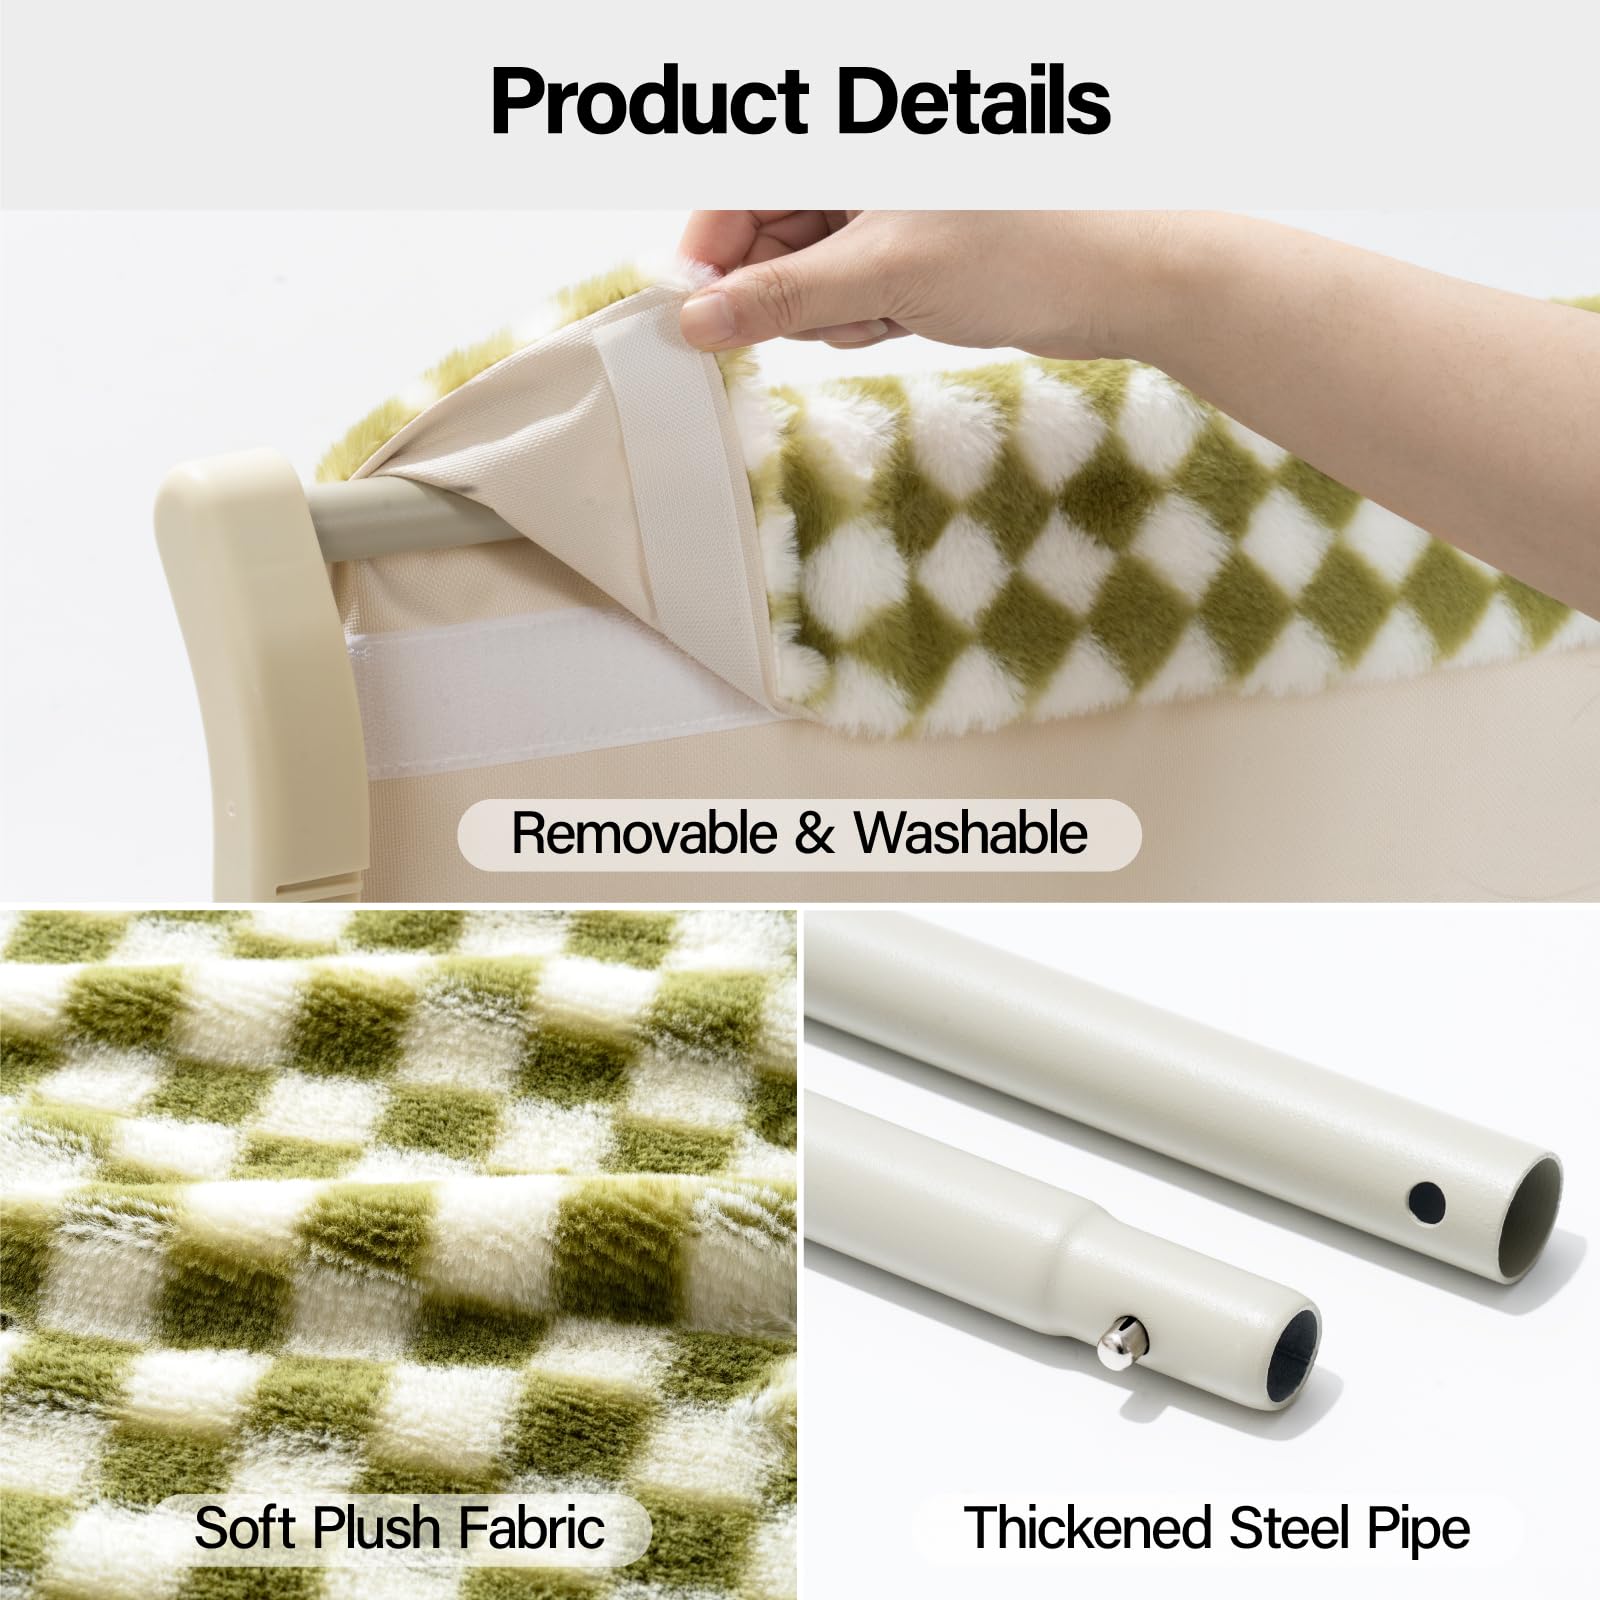 Product Details
Removable & Washable
Soft Plush Fabric
Thickened Steel Pipe